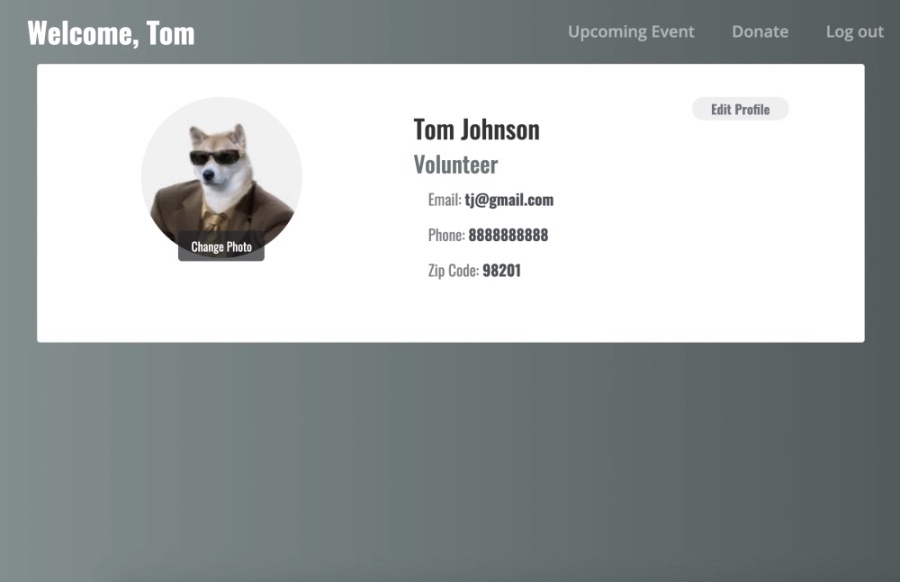 Welcome, Tom
Upcoming Event
Donate
Log out
Edit Profile
Tom Johnson
Volunteer
Email: tj@gmail.com
Phone: 8888888888
Zip Code: 98201
Change Photo